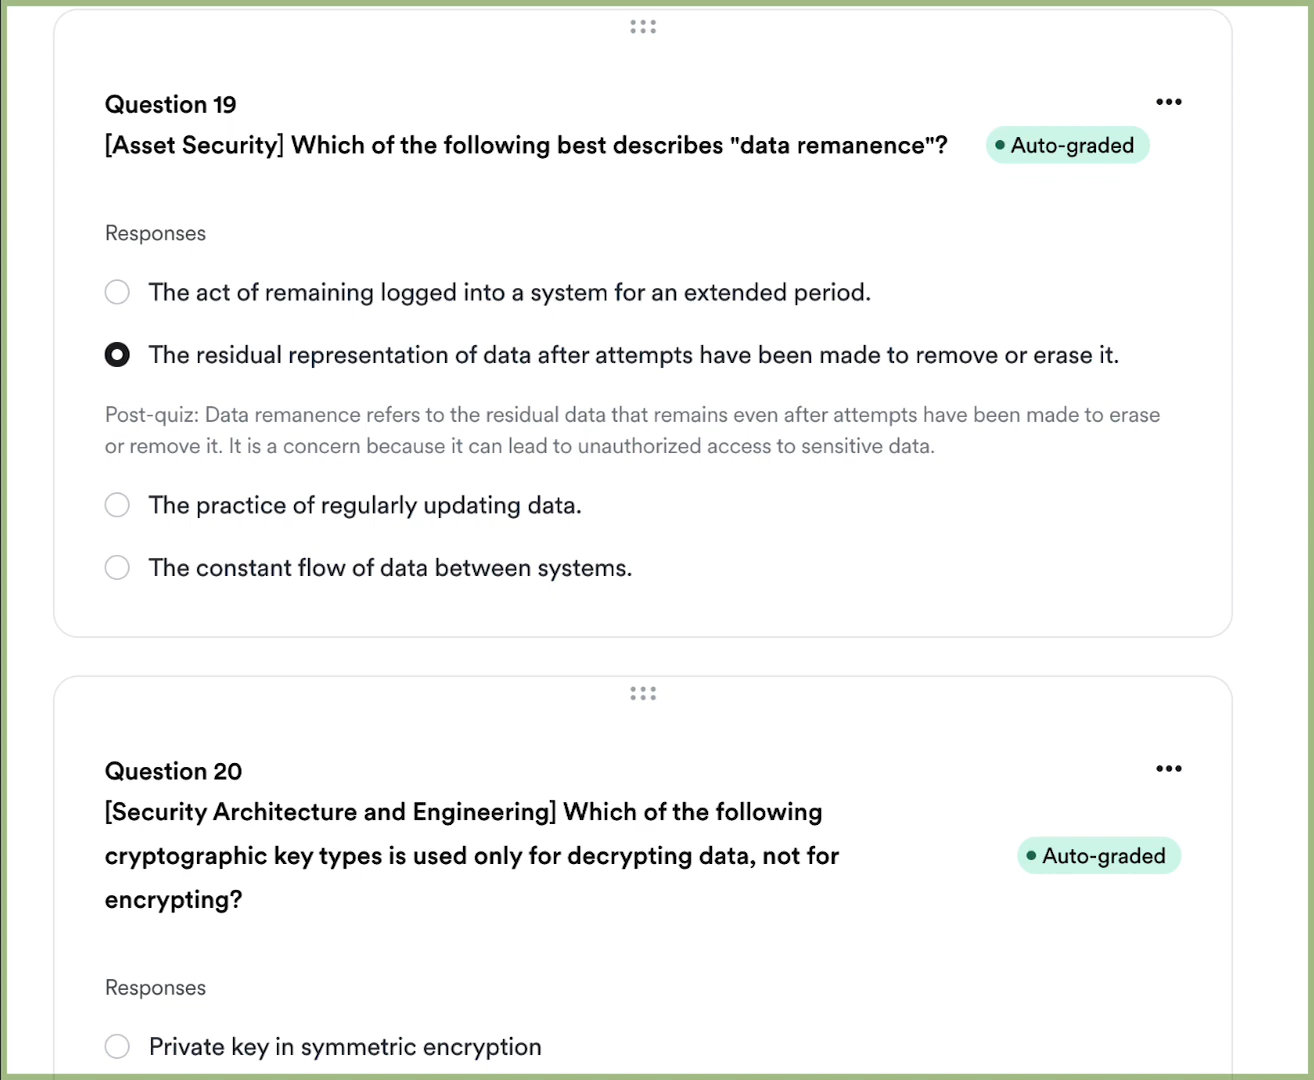 Question 19
[Asset Security] Which of the following best describes "data remanence"?
Auto-graded
Responses
The act of remaining logged into a system for an extended period.
The residual representation of data after attempts have been made to remove or erase it.
Post-quiz: Data remanence refers to the residual data that remains even after attempts have been made to erase
or remove it. It is a concern because it can lead to unauthorized access to sensitive data.
The practice of regularly updating data.
The constant flow of data between systems.
Question 20
[Security Architecture and Engineering] Which of the following
cryptographic key types is used only for decrypting data, not for
encrypting?
Auto-graded
Responses
Private key in symmetric encryption